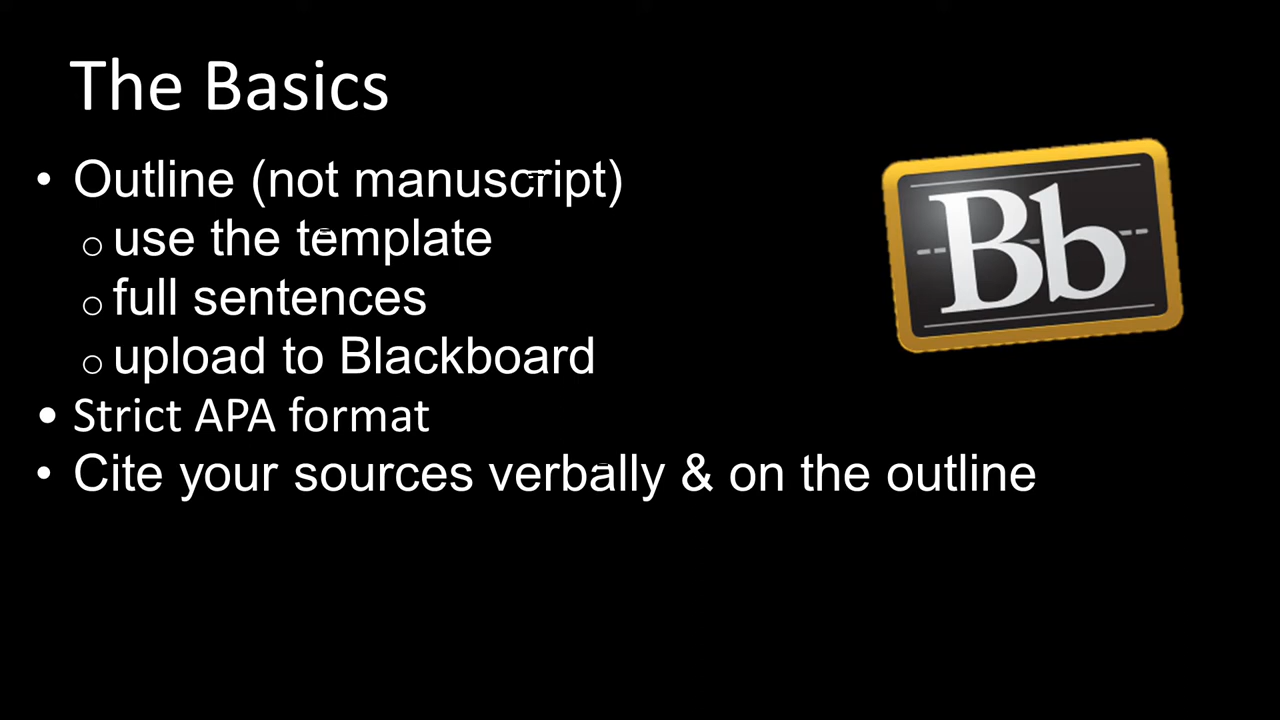 The Basics
• Outline (not manuscript)
o use the template
o full sentences
o upload to Blackboard
• Strict APA format
• Cite your sources verbally & on the outline
Bb